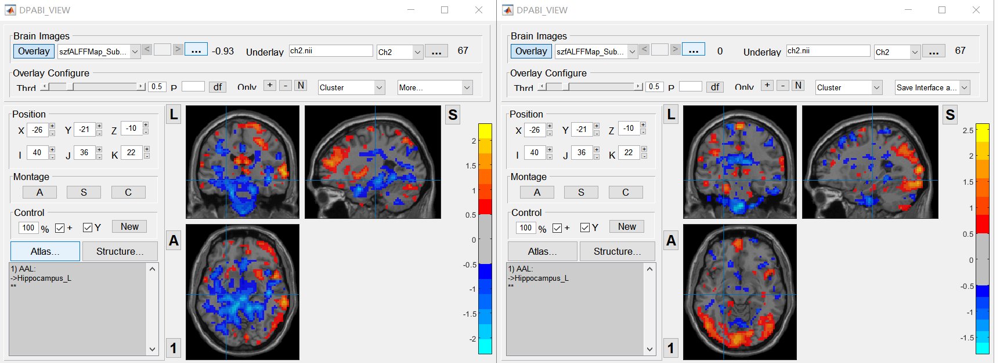 DPABI_VIEW
Brain Images
Overlay szfALFFMap_Sub... < > ... -0.93 Underlay ch2.nii Ch2 ... 67
Overlay Configure
Thrd 0.5 P df Only + - N Cluster More...
Position
X -26 + - Y -21 + - Z -10 + -
I 40 + - J 36 + - K 22 + -
Montage
A S C
Control
100 % + Y New
Atlas... Structure...
1) AAL:
->Hippocampus_L
**
L
S
A
1
2
1.5
1
0.5
0
-0.5
-1
-1.5
-2
DPABI_VIEW
Brain Images
Overlay szfALFFMap_Sub... < > ... 0 Underlay ch2.nii Ch2 ... 67
Overlay Configure
Thrd 0.5 P df Only + - N Cluster Save Interface a...
Position
X -26 + - Y -21 + - Z -10 + -
I 40 + - J 36 + - K 22 + -
Montage
A S C
Control
100 % + Y New
Atlas... Structure...
1) AAL:
->Hippocampus_L
**
L
S
A
1
2.5
2
1.5
1
0.5
0
-0.5
-1
-1.5